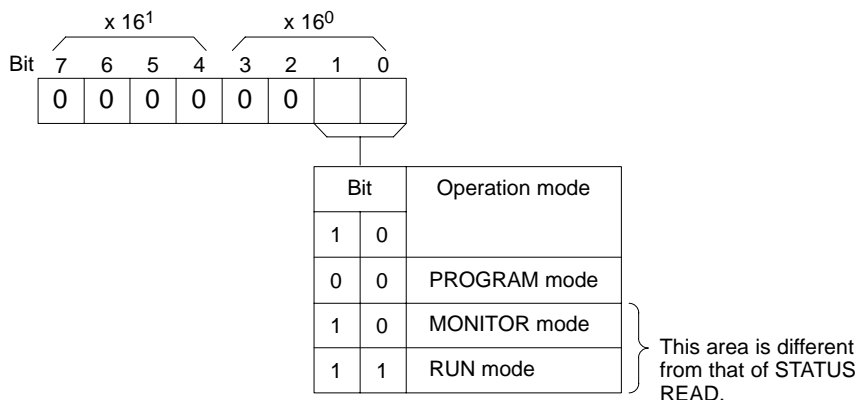 x 16¹ x 16⁰
Bit 7 6 5 4 3 2 1 0
0 0 0 0 0 0
Bit Operation mode
1 0
0 0 PROGRAM mode
1 0 MONITOR mode
1 1 RUN mode
This area is different
from that of STATUS
READ.